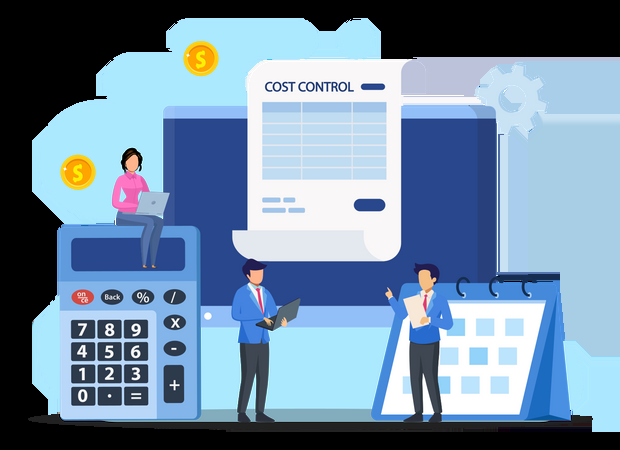 $
COST CONTROL
$
on
ce
Back % /
7 8 9 X
4 5 6 -
1 2 3 +
0 · =